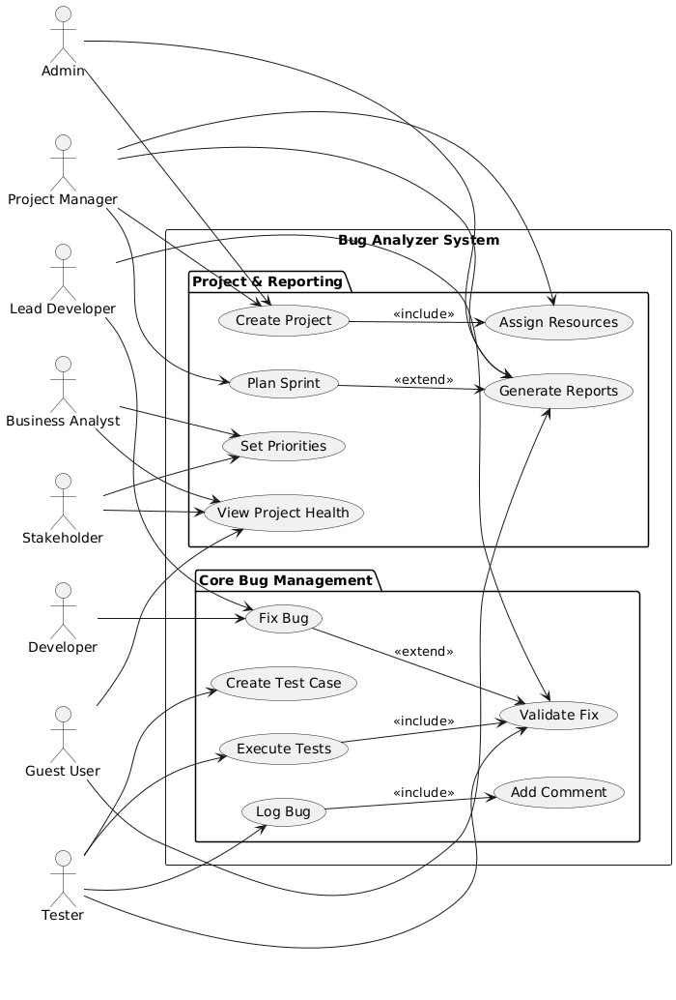 Admin
Project Manager
Lead Developer
Business Analyst
Stakeholder
Developer
Guest User
Tester
Bug Analyzer System
Project & Reporting
Create Project
«include»
Assign Resources
Plan Sprint
«extend»
Generate Reports
Set Priorities
View Project Health
Core Bug Management
Fix Bug
«extend»
Create Test Case
Validate Fix
Execute Tests
«include»
Log Bug
«include»
Add Comment